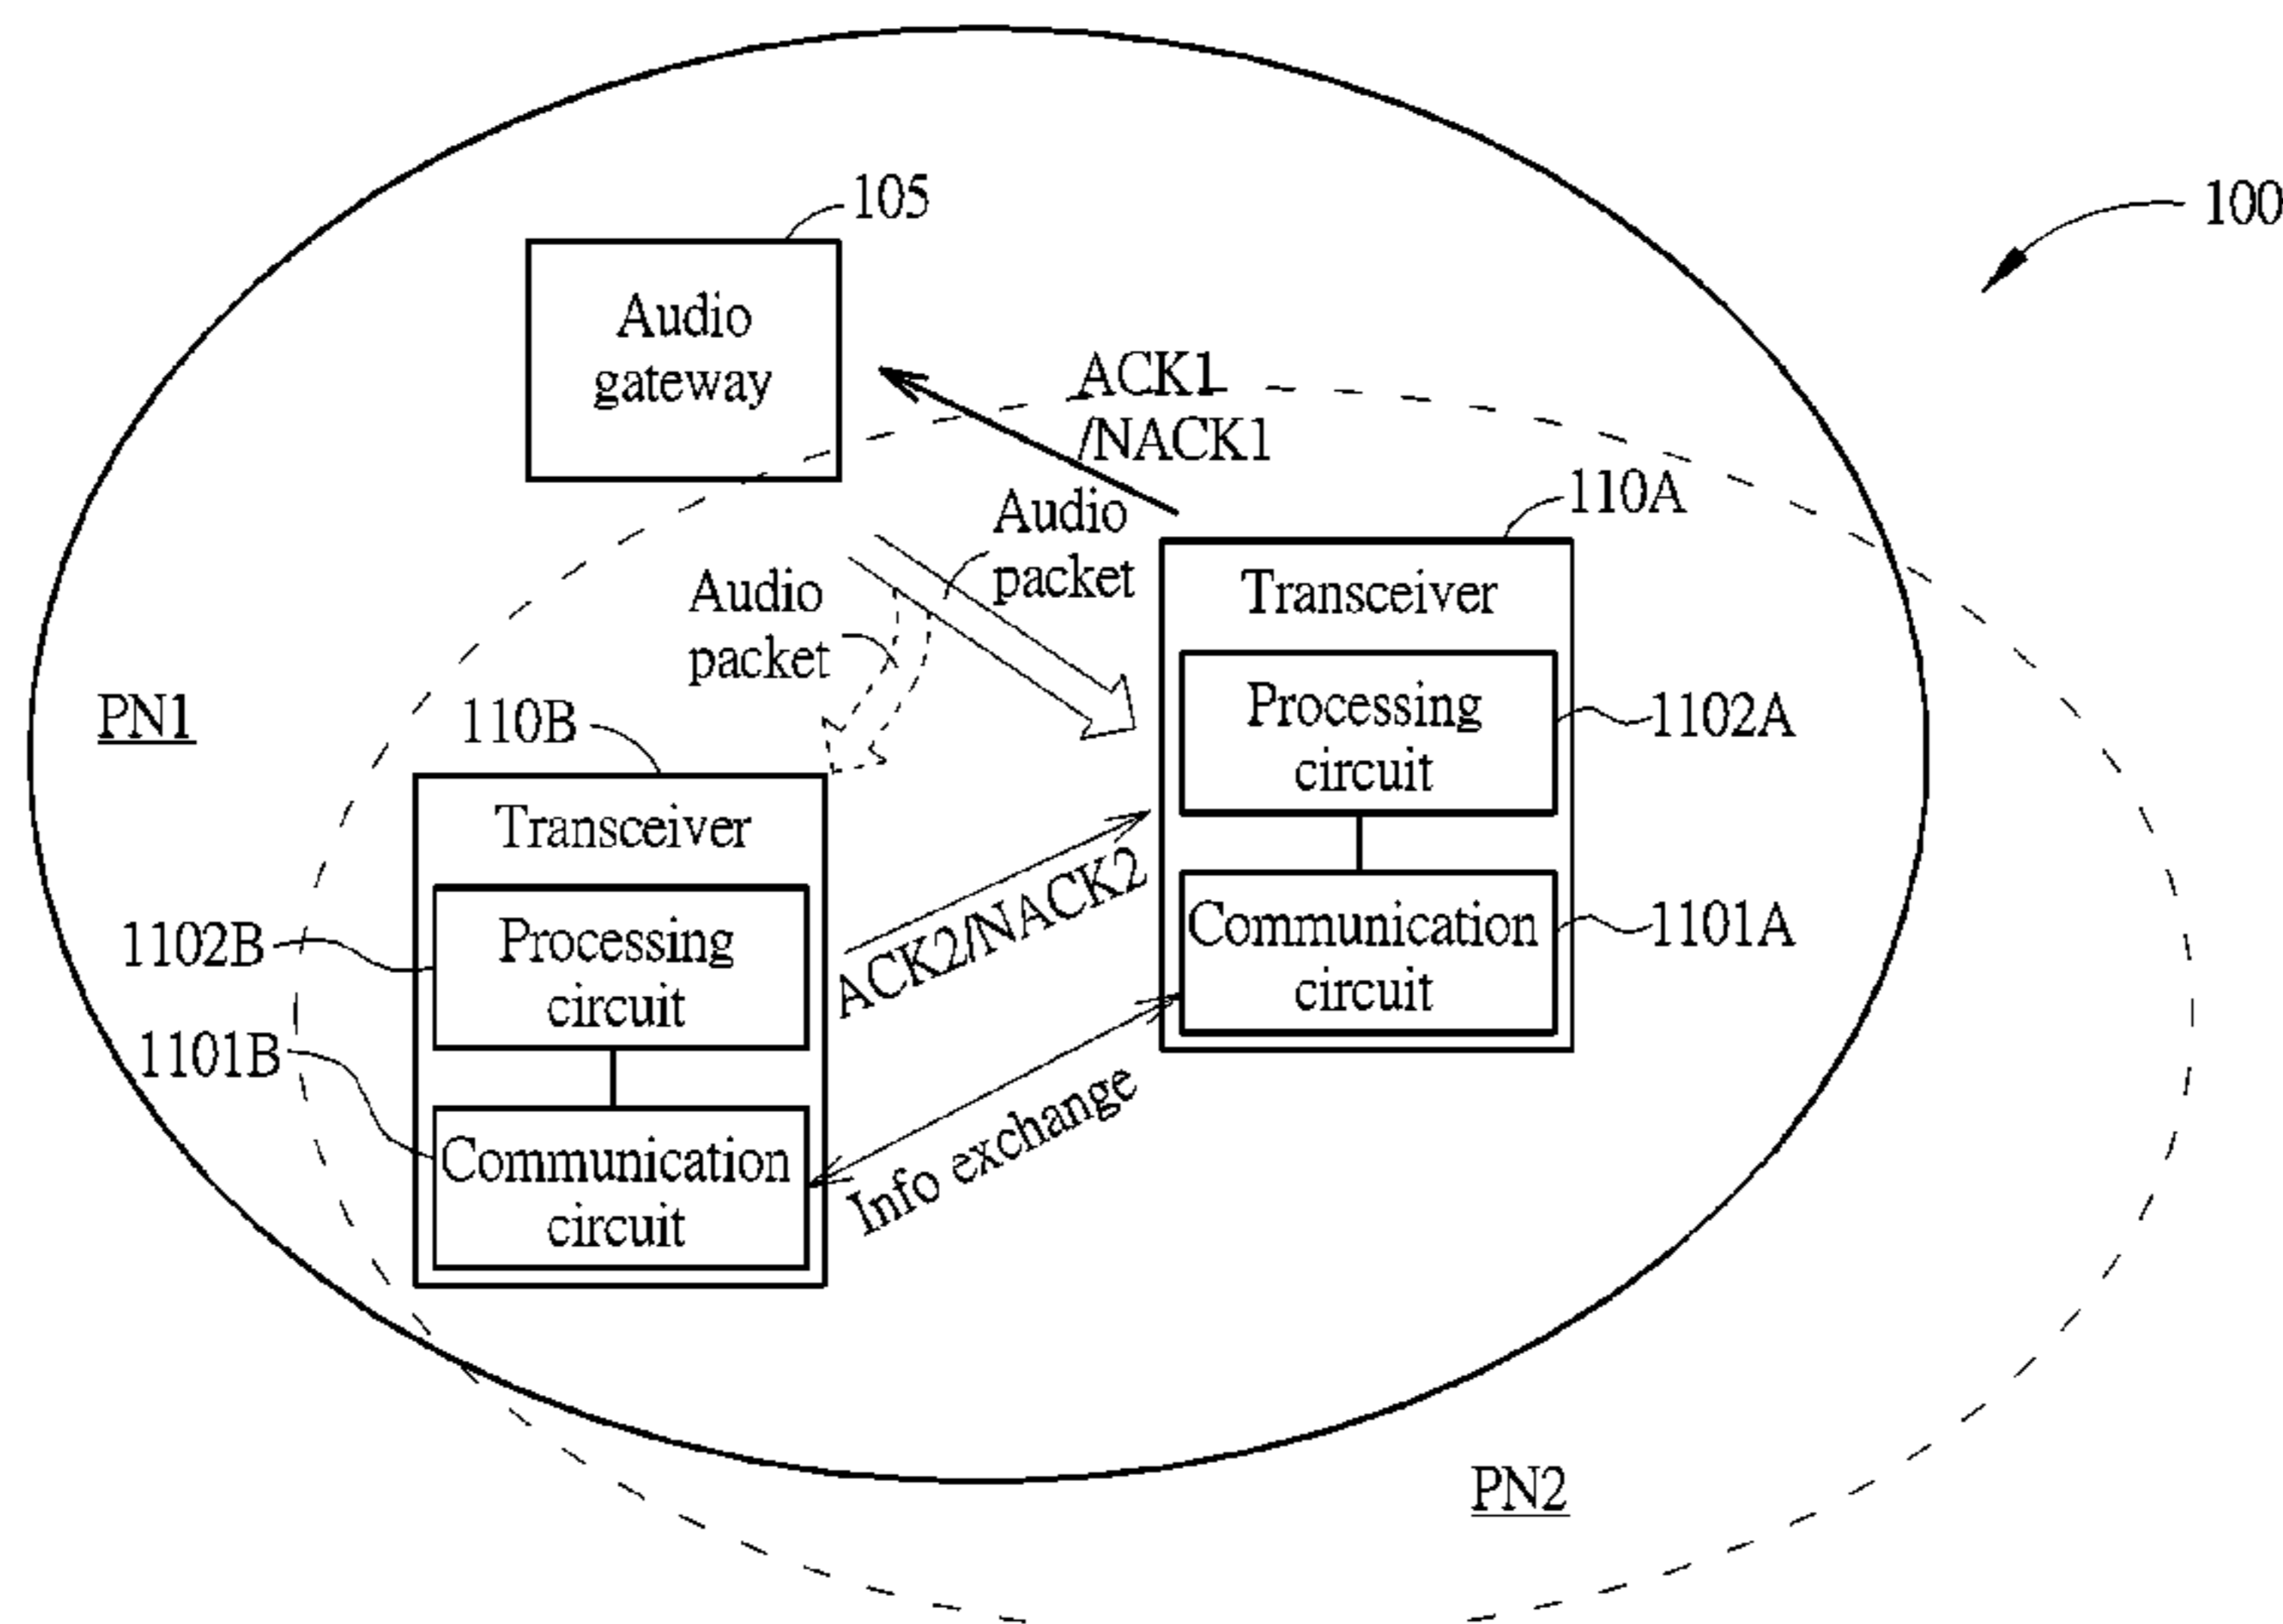 105
100
Audio
gateway
ACK1
/NACK1
110A
Audio
packet
Audio
packet
Transceiver
Processing
circuit
1102A
PN1
110B
Transceiver
ACK2/NACK2
Communication
circuit
1101A
1102B
Processing
circuit
1101B
Info exchange
Communication
circuit
PN2